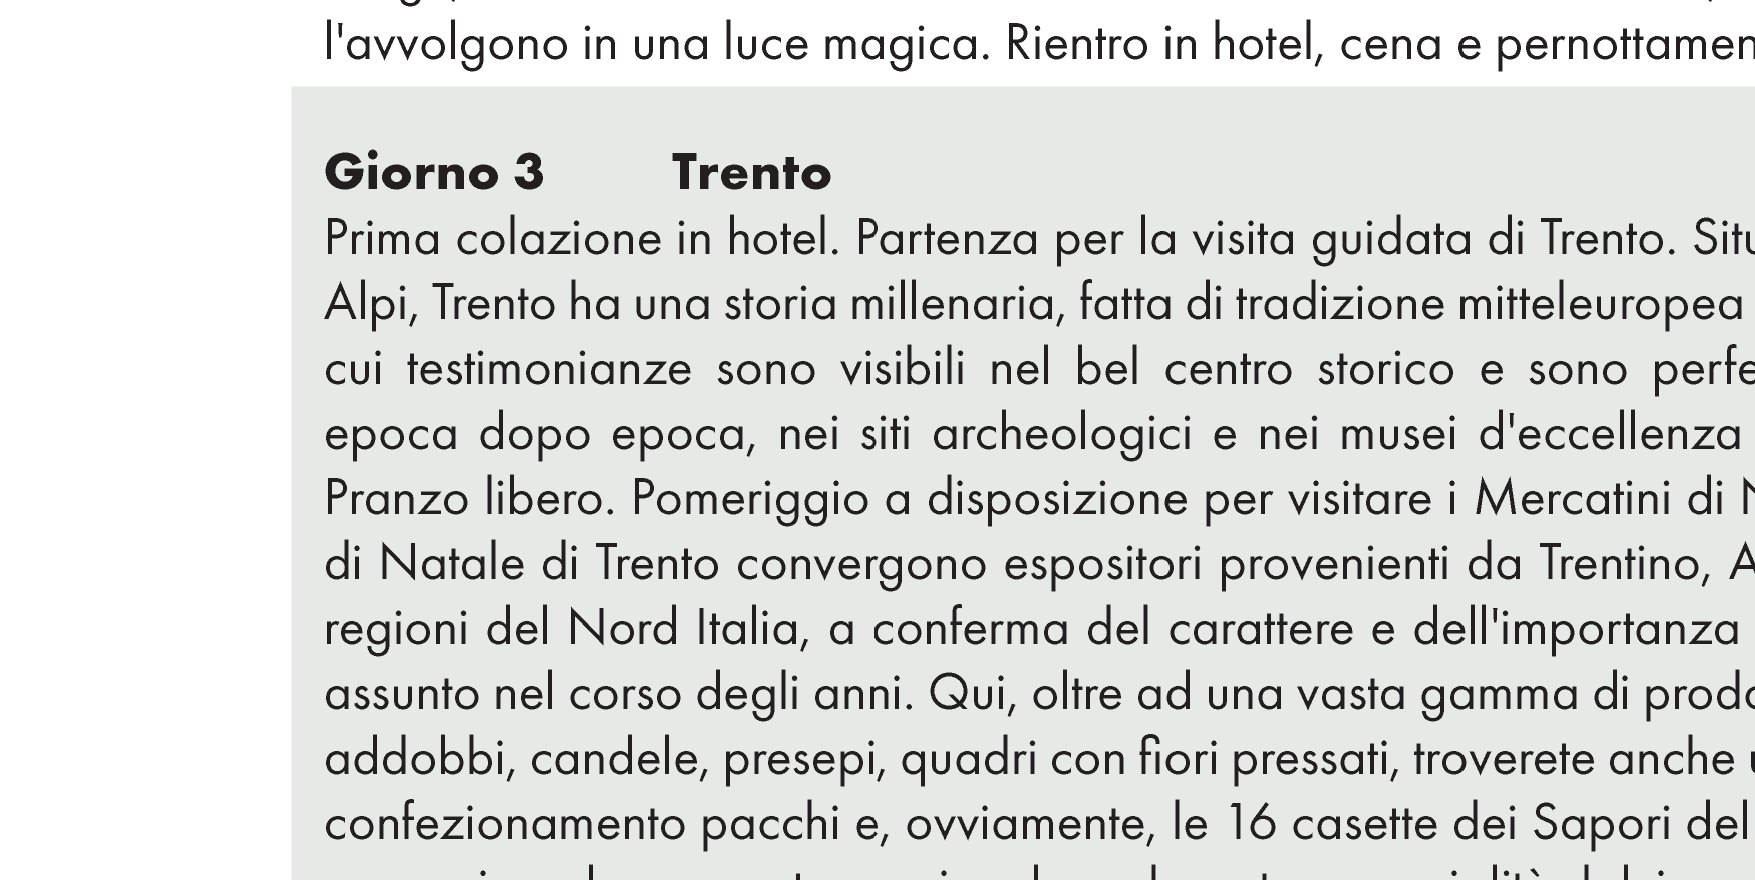 l'avvolgono in una luce magica. Rientro in hotel, cena e
Giorno 3 Trento
Prima colazione in hotel. Partenza per la visita guidata di Trento.
Alpi, Trento ha una storia millenaria, fatta di tradizione mitteleuropea
cui testimonianze sono visibili nel bel centro storico e sono
epoca dopo epoca, nei siti archeologici e nei musei d'eccellenza
Pranzo libero. Pomeriggio a disposizione per visitare i Mercatini di
di Natale di Trento convergono espositori provenienti da Trentino,
regioni del Nord Italia, a conferma del carattere e dell'importanza
assunto nel corso degli anni. Qui, oltre ad una vasta gamma di
addobbi, candele, presepi, quadri con fiori pressati, troverete anche
confezionamento pacchi e, ovviamente, le 16 casette dei Sapori del